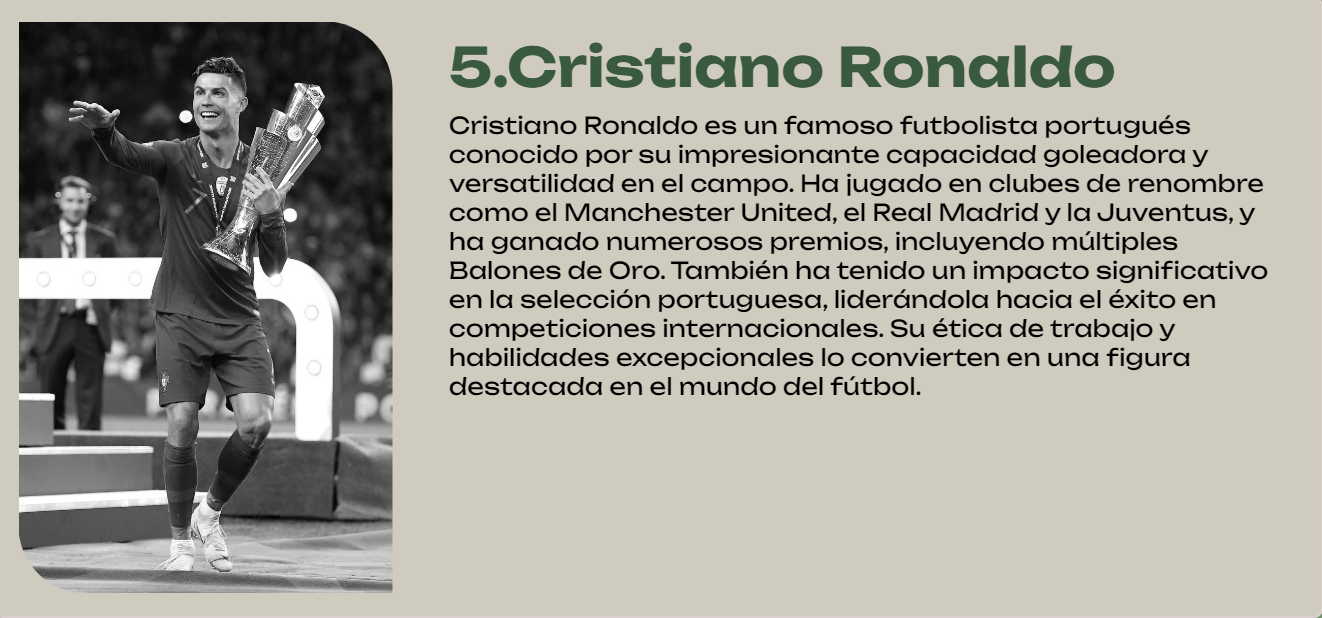 5.Cristiano Ronaldo
Cristiano Ronaldo es un famoso futbolista portugués
conocido por su impresionante capacidad goleadora y
versatilidad en el campo. Ha jugado en clubes de renombre
como el Manchester United, el Real Madrid y la Juventus, y
ha ganado numerosos premios, incluyendo múltiples
Balones de Oro. También ha tenido un impacto significativo
en la selección portuguesa, liderándola hacia el éxito en
competiciones internacionales. Su ética de trabajo y
habilidades excepcionales lo convierten en una figura
destacada en el mundo del fútbol.